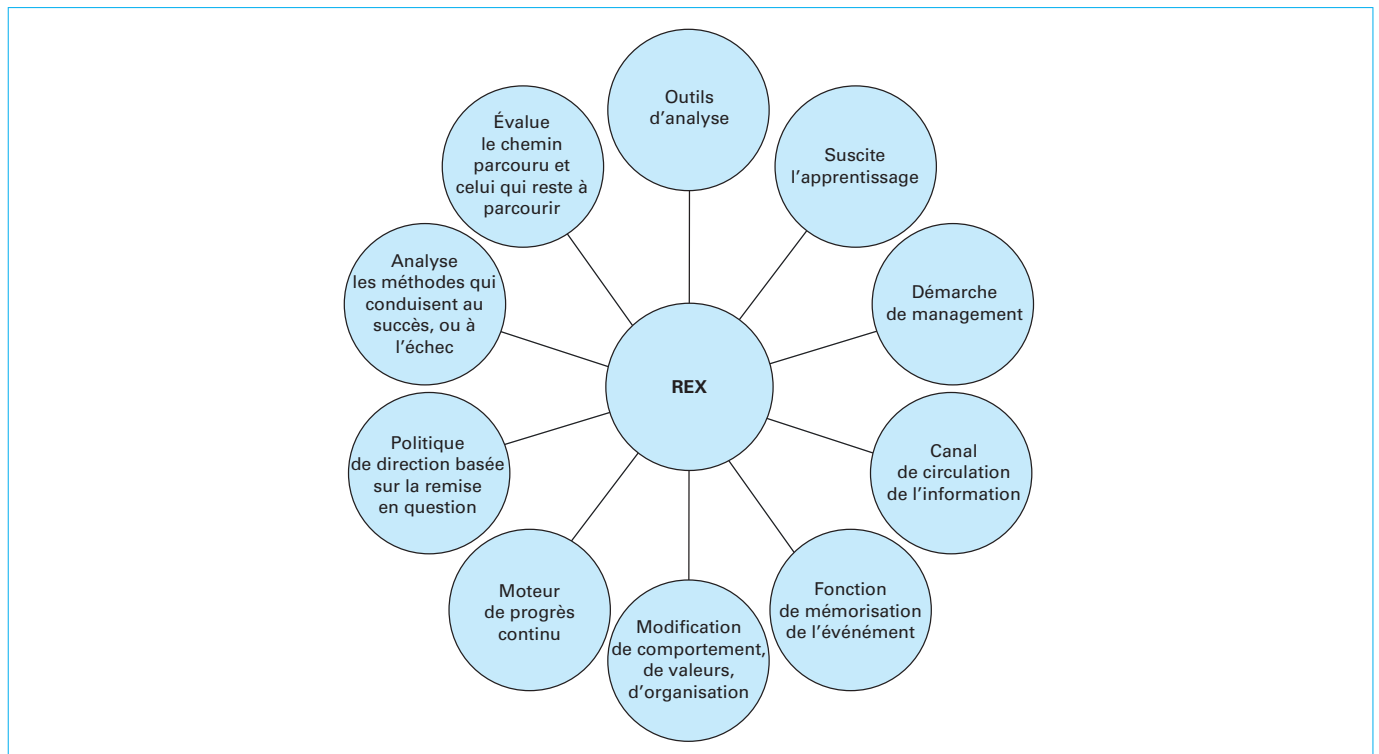 Outils
d'analyse
Suscite
l'apprentissage
Démarche
de management
Canal
de circulation
de l'information
Fonction
de mémorisation
de l'événément
Modification
de comportement,
de valeurs,
d'organisation
Moteur
de progrès
continu
Politique
de direction basée
sur la remise
en question
Analyse
les méthodes qui
conduisent au
succès, ou à
l'échec
Évalue
le chemin
parcouru et
celui qui reste à
parcourir
REX